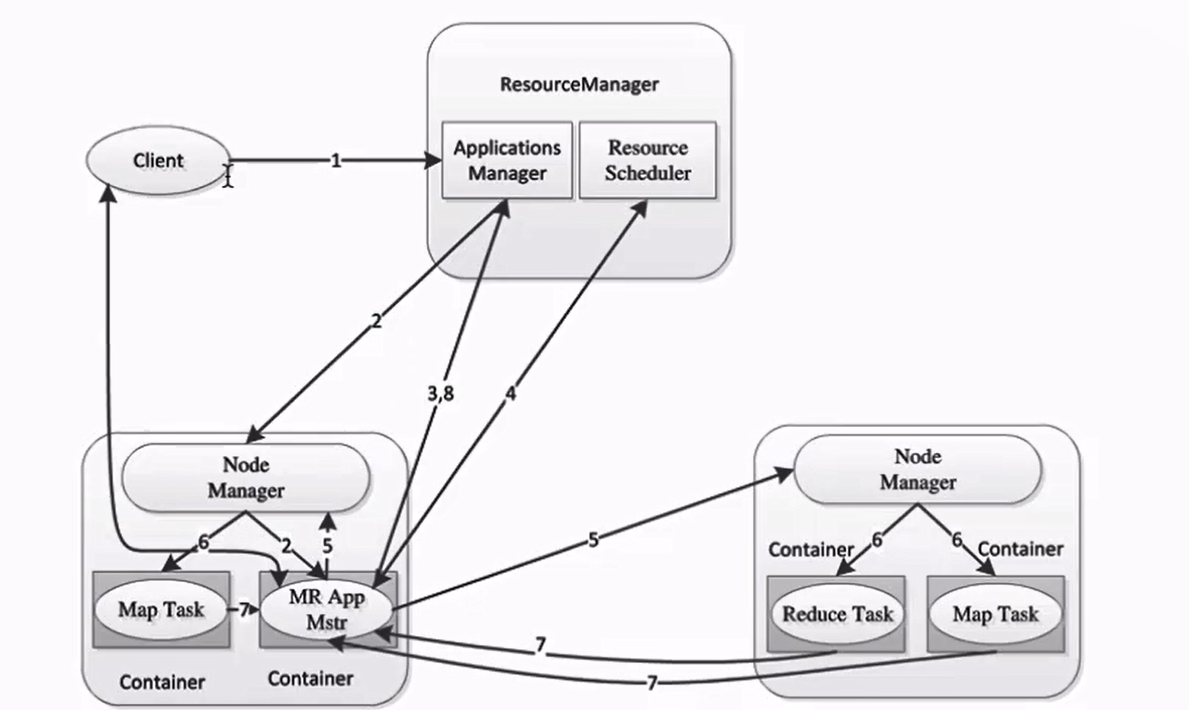 ResourceManager
Client
1
Applications
Manager
Resource
Scheduler
2
3,8
4
Node
Manager
6
2
5
Map Task
7
MR App
Mstr
Container
Container
5
7
7
Node
Manager
Container
6
6
Container
Reduce Task
Map Task